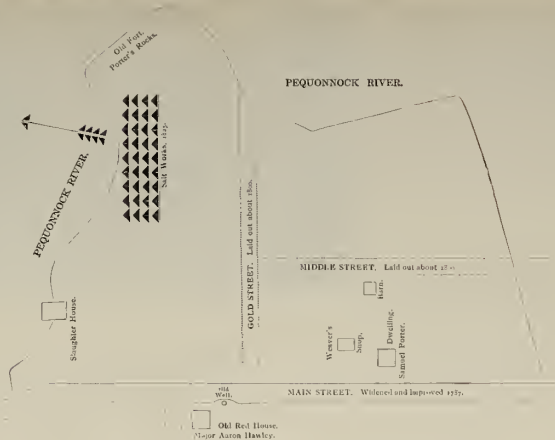 Old Fort.
Porter's Rocks.
PEQUONNOCK RIVER.
PEQUONNOCK RIVER.
Salt Works,
GOLD STREET. Laid out about 1800.
MIDDLE STREET. Laid out about
Barn.
Slaughter House.
Weaver's
Shop.
Dwelling.
Samuel Porter.
Old
Well.
MAIN STREET. Widened and improved 1787.
Old Red House.
Major Aaron Hawley.